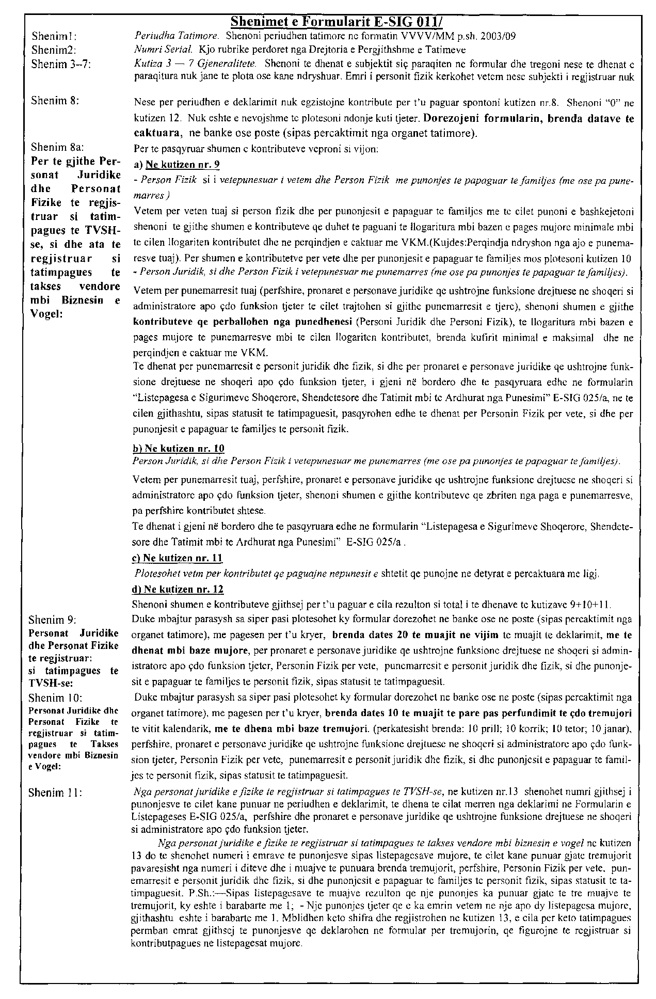 Shenimet e Formularit E-SIG 011/
Shenim1: Periudha Tatimore. Shenoni periudhen tatimore ne formatin VVVV/MM p.sh. 2003/09
Shenim2: Numri Serial. Kjo rubrike perdoret nga Drejtoria e Pergjithshme e Tatimeve
Shenim 3–7: Kutiza 3 — 7 Gjeneralitete. Shenoni te dhenat e subjektit siç paraqiten ne formular dhe tregoni nese te dhenat e
paraqitura nuk jane te plota ose kane ndryshuar. Emri i personit fizik kerkohet vetem nese subjekti i regjistruar nuk
Shenim 8: Nese per periudhen e deklarimit nuk egzistojne kontribute per t'u paguar spontoni kutizen nr.8. Shenoni “0” ne
kutizen 12. Nuk eshte e nevojshme te plotesoni ndonje kuti tjeter. Dorezojeni formularin, brenda datave te
caktuara, ne banke ose poste (sipas percaktimit nga organet tatimore).
Shenim 8a:
Per te gjithe Per-
sonat Juridike
dhe Personat
Fizike te regjis-
truar si tatim-
pagues te TVSH-
se, si dhe ata te
regjistruar si
tatimpagues te
takses vendore
mbi Biznesin e
Vogel:
Per te pasqyruar shumen e kontributeve veproni si vijon:
a) Ne kutizen nr. 9
- Person Fizik si i vetepunesuar i vetem dhe Person Fizik me punonjes te papaguar te familjes (me ose pa pune-
marres )
Vetem per veten tuaj si person fizik dhe per punonjesit e papaguar te familjes me te cilet punoni e bashkejetoni
shenoni te gjithe shumen e kontributeve qe duhet te paguani te llogaritura mbi bazen e pages mujore minimale mbi
te cilen llogariten kontributet dhe ne perqindjen e caktuar me VKM.(Kujdes:Perqindja ndryshon nga ajo e punema-
resve tuaj). Per shumen e kontributetve per vete dhe per punonjesit e papaguar te familjes mos plotesoni kutizen 10
- Person Juridik, si dhe Person Fizik i vetepunesuar me punemarres (me ose pa punonjes te papaguar te familjes).
Vetem per punemarresit tuaj (perfshire, pronaret e personave juridike qe ushtrojne funksione drejtuese ne shoqeri si
administratore apo çdo funksion tjeter te cilet trajtohen si gjithe punemarresit e tjere), shenoni shumen e gjithe
kontributeve qe perballohen nga punedhenesi (Personi Juridik dhe Personi Fizik), te llogaritura mbi bazen e
pages mujore te punemarresve mbi te cilen llogariten kontributet, brenda kufirit minimal e maksimal dhe ne
perqindjen e caktuar me VKM.
Te dhenat per punemarresit e personit juridik dhe fizik, si dhe per pronaret e personave juridike qe ushtrojne funk-
sione drejtuese ne shoqeri apo çdo funksion tjeter, i gjeni në bordero dhe te pasqyruara edhe ne formularin
“Listepagesa e Sigurimeve Shoqerore, Shendetesore dhe Tatimit mbi te Ardhurat nga Punesimi” E-SIG 025/a, ne te
cilen gjithashtu, sipas statusit te tatimpaguesit, pasqyrohen edhe te dhenat per Personin Fizik per vete, si dhe per
punonjesit e papaguar te familjes te personit fizik.
b) Ne kutizen nr. 10
Person Juridik, si dhe Person Fizik i vetepunesuar me punemarres (me ose pa punonjes te papaguar te familjes).
Vetem per punemarresit tuaj, perfshire, pronaret e personave juridike qe ushtrojne funksione drejtuese ne shoqeri si
administratore apo çdo funksion tjeter, shenoni shumen e gjithe kontributeve qe zbriten nga paga e punemarresve,
pa perfshire kontributet shtese.
Te dhenat i gjeni në bordero dhe te pasqyruara edhe ne formularin “Listepagesa e Sigurimeve Shoqerore, Shendete-
sore dhe Tatimit mbi te Ardhurat nga Punesimi” E-SIG 025/a .
c) Ne kutizen nr. 11
Plotesohet vetm per kontributet qe paguajne nepunesit e shtetit qe punojne ne detyrat e percaktuara me ligj.
d) Ne kutizen nr. 12
Shenoni shumen e kontributeve gjithsej per t'u paguar e cila rezulton si total i te dhenave te kutizave 9+10+11.
Shenim 9:
Personat Juridike
dhe Personat Fizike
te regjistruar:
si tatimpagues te
TVSH-se:
Duke mbajtur parasysh sa siper pasi plotesohet ky formular dorezohet ne banke ose ne poste (sipas percaktimit nga
organet tatimore), me pagesen per t'u kryer, brenda dates 20 te muajit ne vijim te muajit te deklarimit, me te
dhenat mbi baze mujore, per pronaret e personave juridike qe ushtrojne funksione drejtuese ne shoqeri si admin-
istratore apo çdo funksion tjeter, Personin Fizik per vete, punemarresit e personit juridik dhe fizik, si dhe punonje-
sit e papaguar te familjes te personit fizik, sipas statusit te tatimpaguesit.
Shenim 10:
Personat Juridike dhe
Personat Fizike te
regjistruar si tatim-
pagues te Takses
vendore mbi Biznesin
e Vogel:
Duke mbajtur parasysh sa siper pasi plotesohet ky formular dorezohet ne banke ose ne poste (sipas percaktimit nga
organet tatimore), me pagesen per t'u kryer, brenda dates 10 te muajit te pare pas perfundimit te çdo tremujori
te vitit kalendarik, me te dhena mbi baze tremujori. (perkatesisht brenda: 10 prill; 10 korrik; 10 tetor; 10 janar),
perfshire, pronaret e personave juridike qe ushtrojne funksione drejtuese ne shoqeri si administratore apo çdo funk-
sion tjeter, Personin Fizik per vete, punemarresit e personit juridik dhe fizik, si dhe punonjesit e papaguar te famil-
jes te personit fizik, sipas statusit te tatimpaguesit.
Shenim 11: Nga personat juridike e fizike te regjistruar si tatimpagues te TVSH-se, ne kutizen nr.13 shenohet numri gjithsej i
punonjesve te cilet kane punuar ne periudhen e deklarimit, te dhena te cilat merren nga deklarimi ne Formularin e
Listepageses E-SIG 025/a, perfshire dhe pronaret e personave juridike qe ushtrojne funksione drejtuese ne shoqeri
si administratore apo çdo funksion tjeter.
Nga personat juridike e fizike te regjistruar si tatimpagues te takses vendore mbi biznesin e vogel ne kutizen
13 do te shenohet numeri i emrave te punonjesve sipas listepagesave mujore, te cilet kane punuar gjate tremujorit
pavaresisht nga numeri i diteve dhe i muajve te punuara brenda tremujorit, perfshire, Personin Fizik per vete, pun-
emarresit e personit juridik dhe fizik, si dhe punonjesit e papaguar te familjes te personit fizik, sipas statusit te ta-
timpaguesit. P.Sh.:—Sipas listepagesave te muajve rezulton qe nje punonjes ka punuar gjate te tre muajve te
tremujorit, ky eshte i barabarte me 1; - Nje punonjes tjeter qe e ka emrin vetem ne nje apo dy listepagesa mujore,
gjithashtu eshte i barabarte me 1. Mblidhen keto shifra dhe regjistrohen ne kutizen 13, e cila per keto tatimpagues
permban emrat gjithsej te punonjesve qe deklarohen ne formular per tremujorin, qe figurojne te regjistruar si
kontributpagues ne listepagesat mujore.